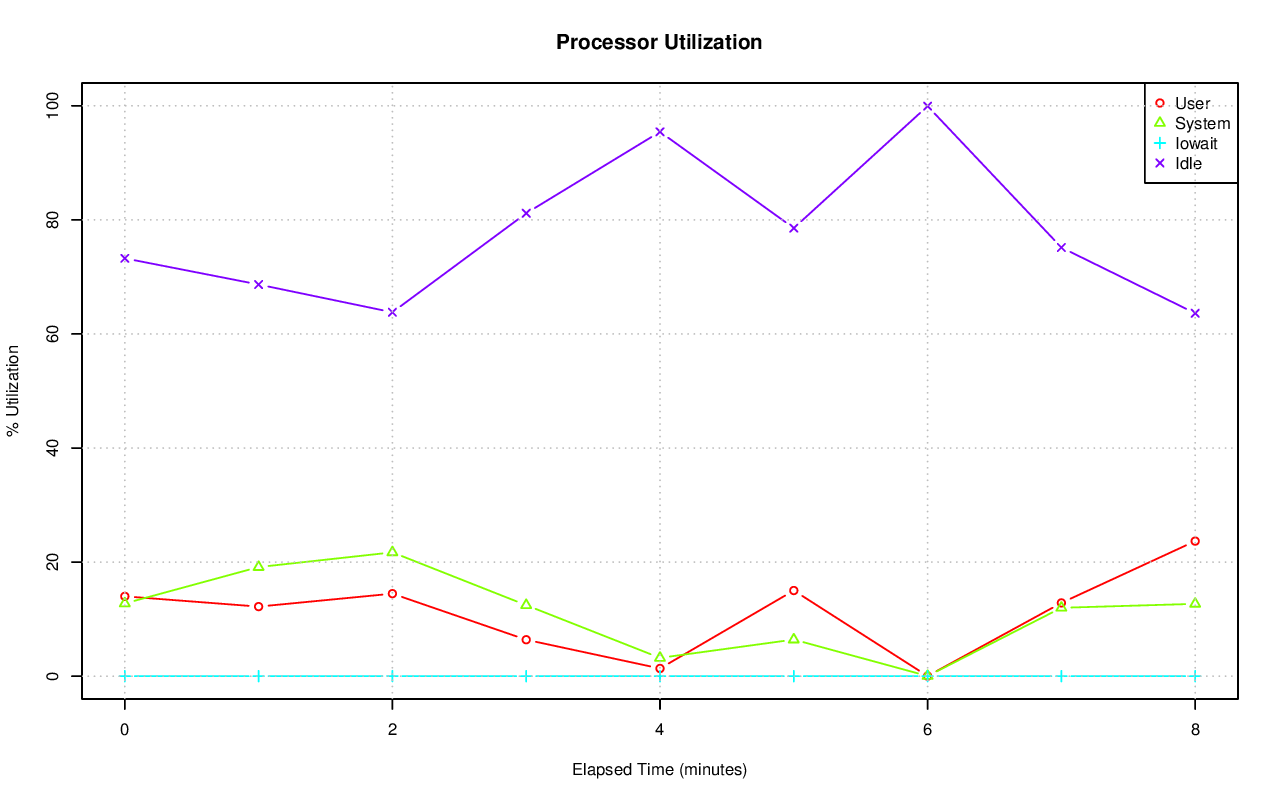 Processor Utilization
User
System
Iowait
Idle
100
80
60
40
20
0
% Utilization
0 2 4 6 8
Elapsed Time (minutes)